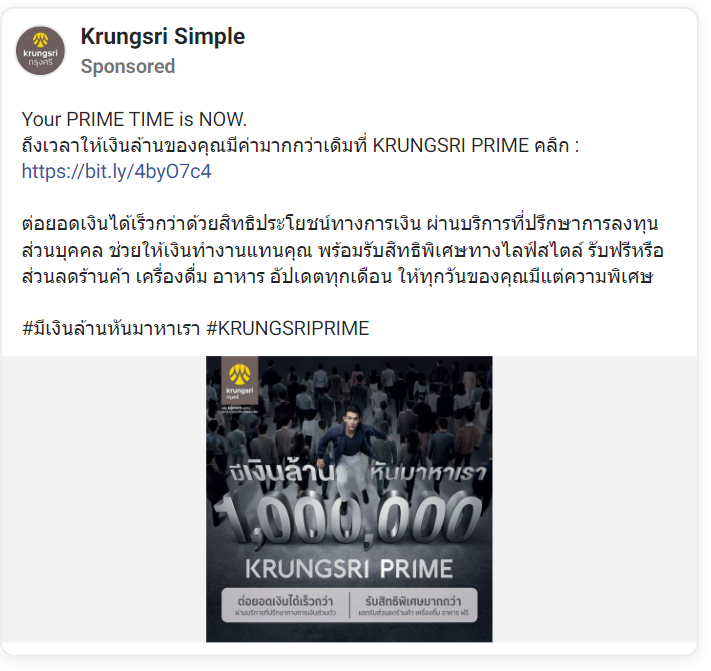 krungsri
กรุงศรี
Krungsri Simple
Sponsored
Your PRIME TIME is NOW.
ถึงเวลาให้เงินล้านของคุณมีค่ามากกว่าเดิมที่ KRUNGSRI PRIME คลิก :
https://bit.ly/4byO7c4
ต่อยอดเงินได้เร็วกว่าด้วยสิทธิประโยชน์ทางการเงิน ผ่านบริการที่ปรึกษาการลงทุน
ส่วนบุคคล ช่วยให้เงินทำงานแทนคุณ พร้อมรับสิทธิพิเศษทางไลฟ์สไตล์ รับฟรีหรือ
ส่วนลดร้านค้า เครื่องดื่ม อาหาร อัปเดตทุกเดือน ให้ทุกวันของคุณมีแต่ความพิเศษ
#มีเงินล้านหันมาหาเรา #KRUNGSRIPRIME
krungsri
กรุงศรี
มีเงินล้าน หันมาหาเรา
1,000,000
KRUNGSRI PRIME
ต่อยอดเงินได้เร็วกว่า รับสิทธิพิเศษมากกว่า
ผ่านบริการที่ปรึกษาทางการเงินส่วนตัว แลกรับส่วนลดร้านค้า เครื่องดื่ม อาหาร ฟรี